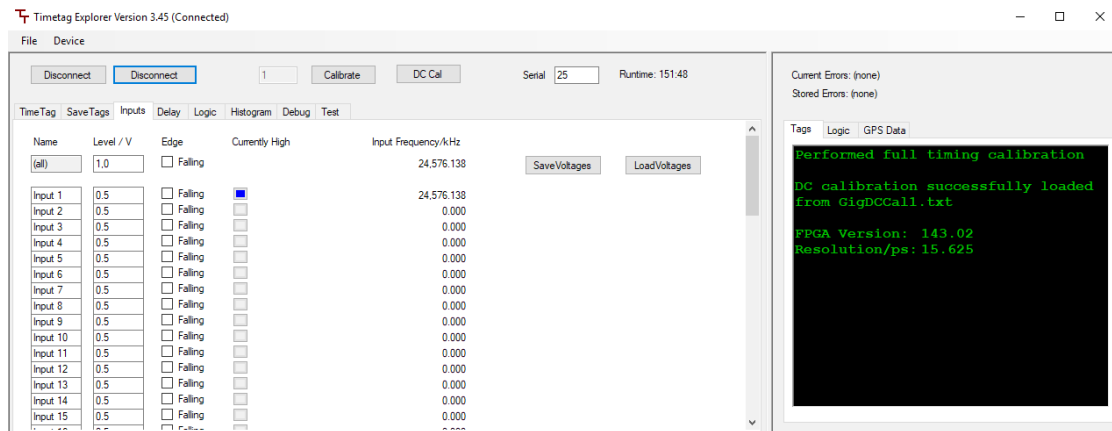 Timetag Explorer Version 3.45 (Connected)
File Device
Disconnect Disconnect 1 Calibrate DC Cal Serial 25 Runtime: 151:48
TimeTag SaveTags Inputs Delay Logic Histogram Debug Test
Name Level / V Edge Currently High Input Frequency/kHz
(all) 1,0 Falling 24,576.138 SaveVoltages LoadVoltages
Input 1 0.5 Falling 24,576.138
Input 2 0.5 Falling 0.000
Input 3 0.5 Falling 0.000
Input 4 0.5 Falling 0.000
Input 5 0.5 Falling 0.000
Input 6 0.5 Falling 0.000
Input 7 0.5 Falling 0.000
Input 8 0.5 Falling 0.000
Input 9 0.5 Falling 0.000
Input 10 0.5 Falling 0.000
Input 11 0.5 Falling 0.000
Input 12 0.5 Falling 0.000
Input 13 0.5 Falling 0.000
Input 14 0.5 Falling 0.000
Input 15 0.5 Falling 0.000
Current Errors: (none)
Stored Errors: (none)
Tags Logic GPS Data
Performed full timing calibration
DC calibration successfully loaded
from GigDCCal1.txt
FPGA Version: 143.02
Resolution/ps: 15.625